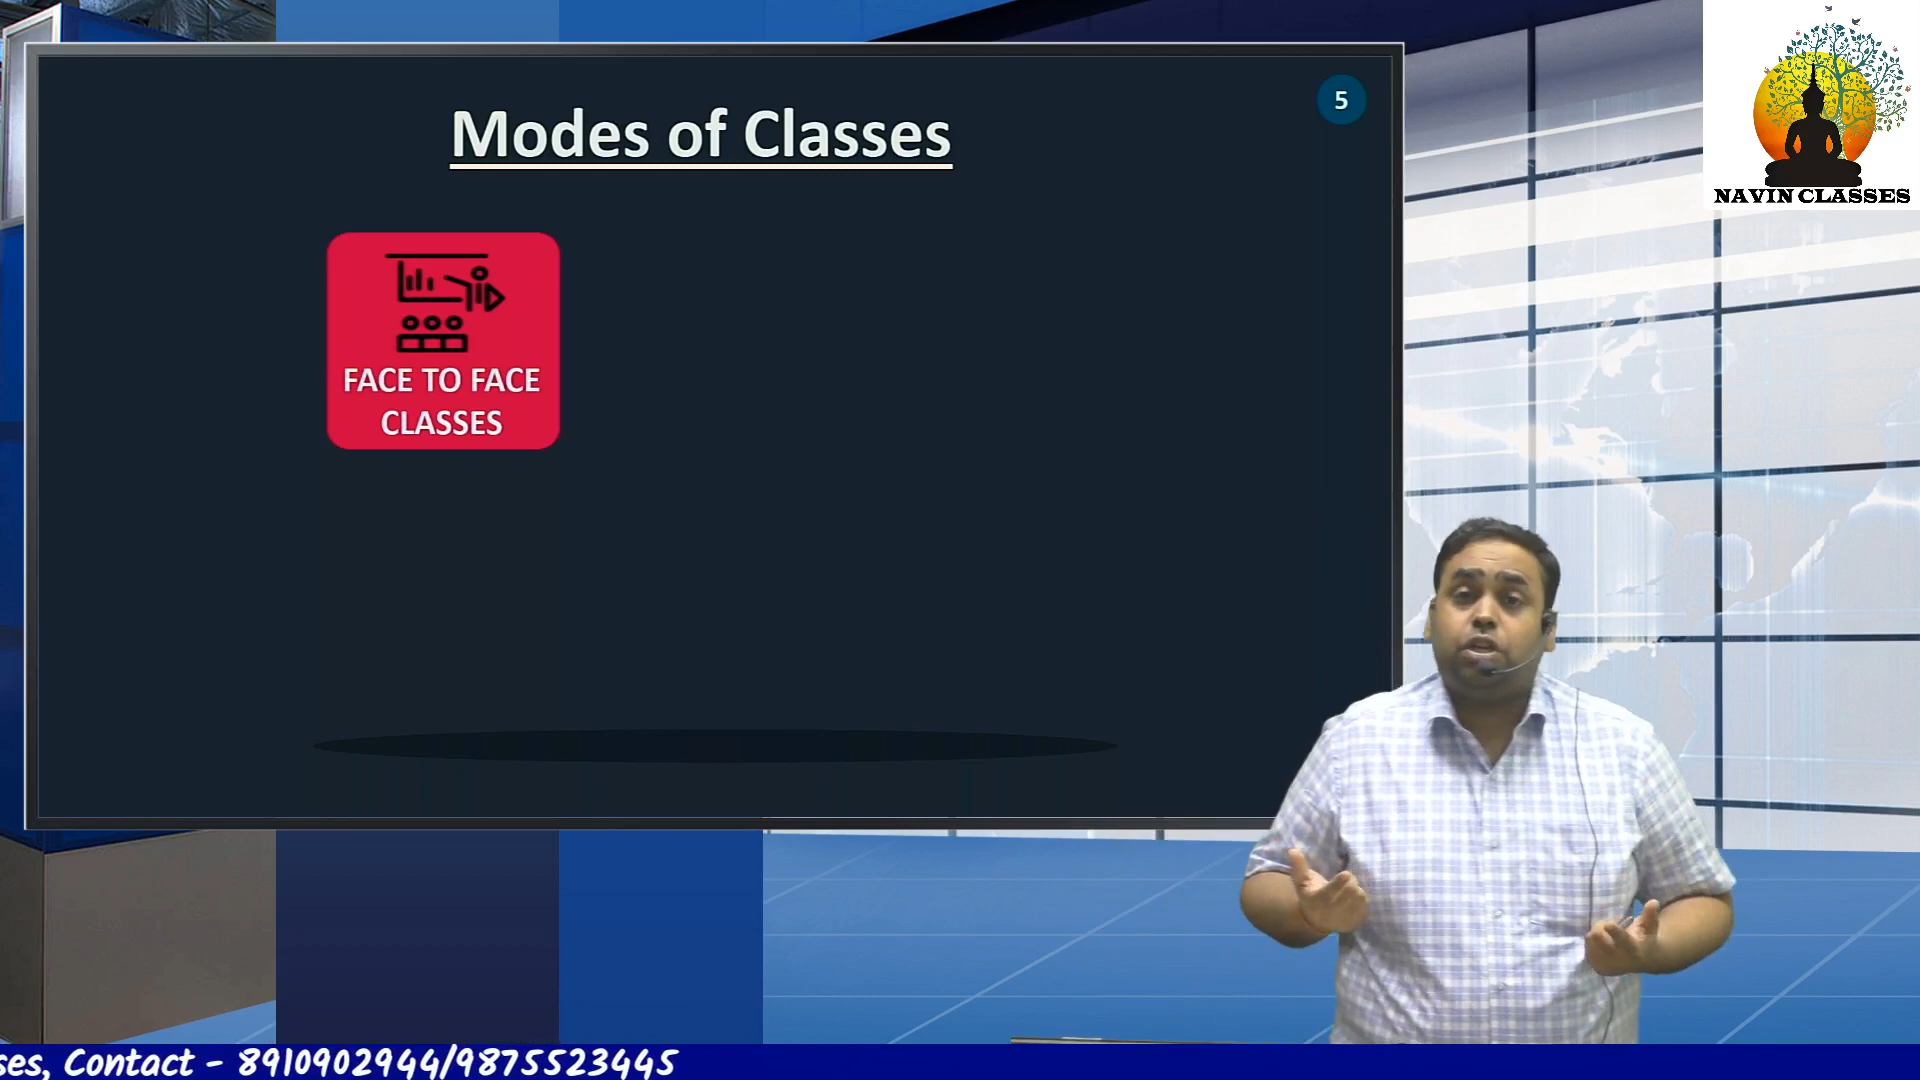 5
Modes of Classes
NAVIN CLASSES
FACE TO FACE
CLASSES
ses, Contact - 8910902944/9875523445